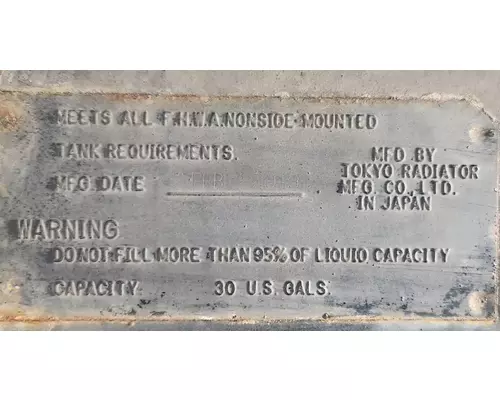 MEETS ALL F.H.W.A. NONSIDE-MOUNTED
TANK REQUIREMENTS.
MFD BY
TOKYO RADIATOR
MFG. CO., LTD.
IN JAPAN
MFG. DATE
WARNING
DO NOT FILL MORE THAN 95% OF LIQUID CAPACITY
CAPACITY 30 U.S. GALS.